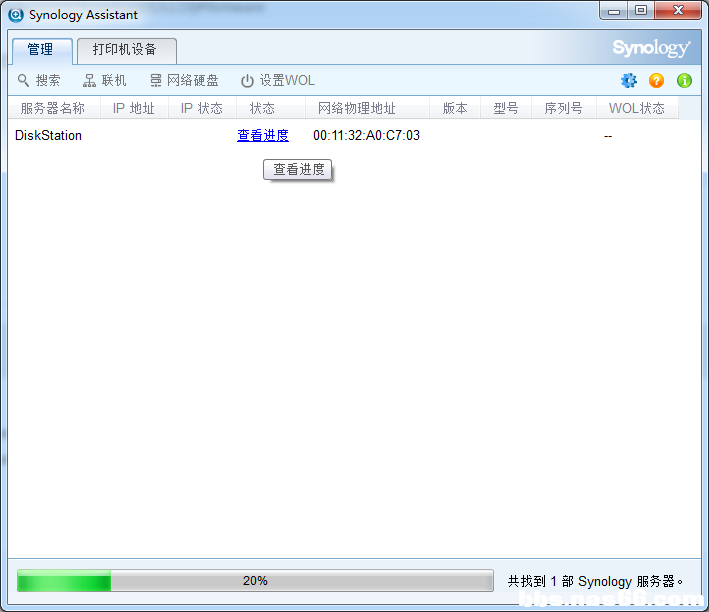 Synology Assistant
管理 打印机设备 Synology
搜索 联机 网络硬盘 设置WOL
服务器名称 IP 地址 IP 状态 状态 网络物理地址 版本 型号 序列号 WOL状态
DiskStation 查看进度 00:11:32:A0:C7:03 --
查看进度
20% 共找到 1 部 Synology 服务器。
bbs.nas66.com